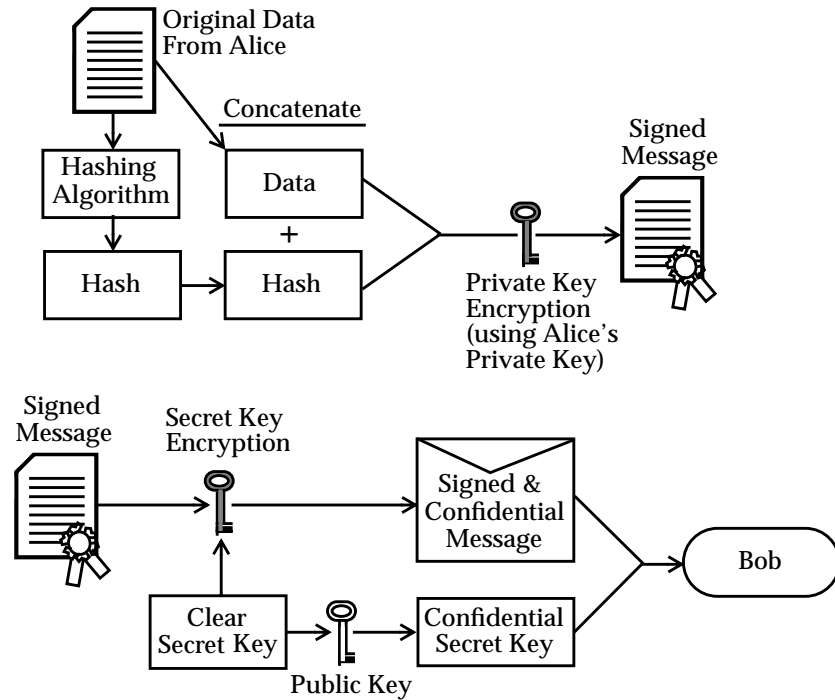 Original Data
From Alice
Concatenate
Hashing
Algorithm
Data
+
Hash
Hash
Signed
Message
Private Key
Encryption
(using Alice’s
Private Key)
Signed
Message
Secret Key
Encryption
Signed &
Confidential
Message
Bob
Clear
Secret Key
Public Key
Confidential
Secret Key